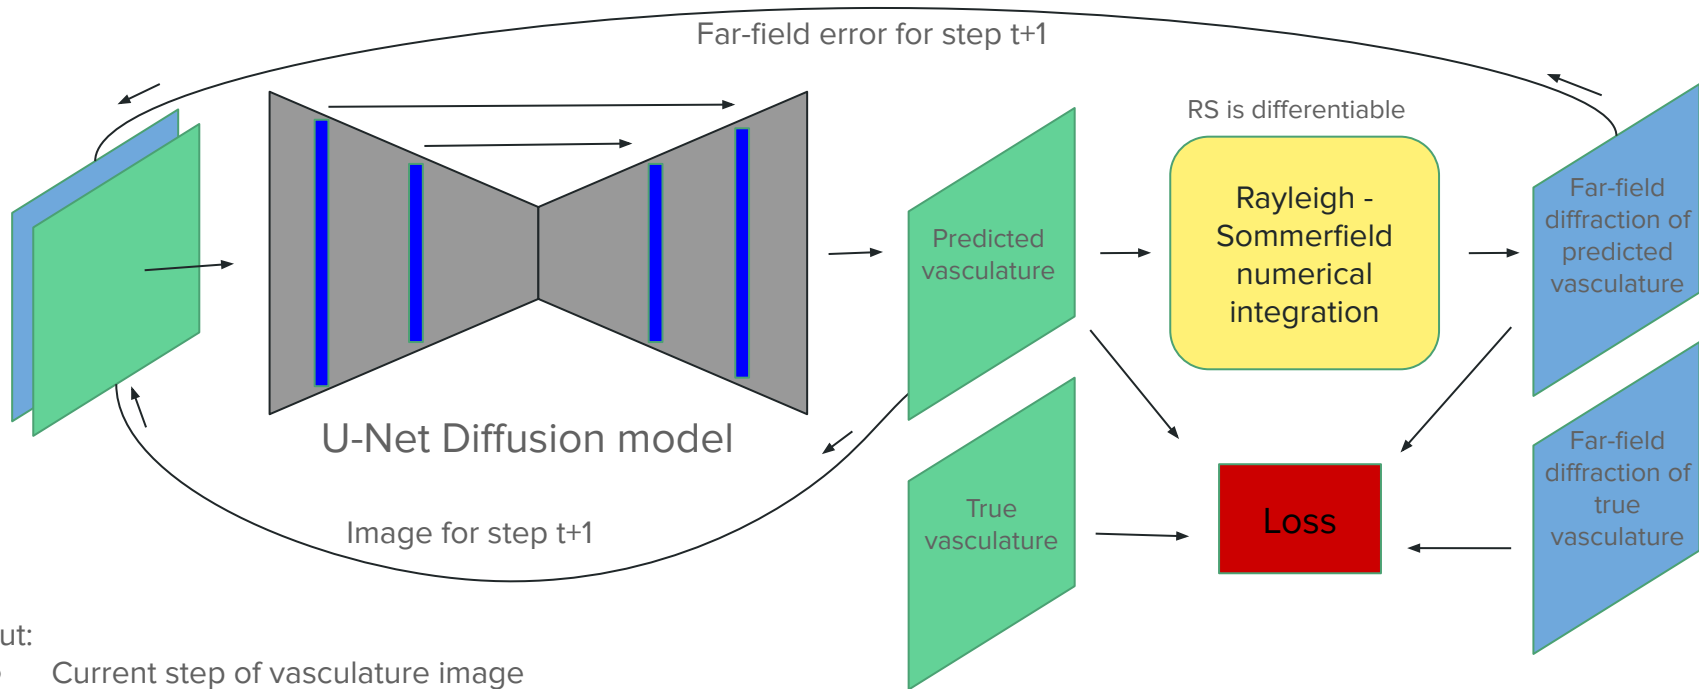 Far-field error for step t+1
RS is differentiable
Rayleigh -
Sommerfield
numerical
integration
Far-field
diffraction of
predicted
vasculature
Predicted
vasculature
U-Net Diffusion model
Image for step t+1
True
vasculature
Loss
Far-field
diffraction of
true
vasculature
ut:
Current step of vasculature image